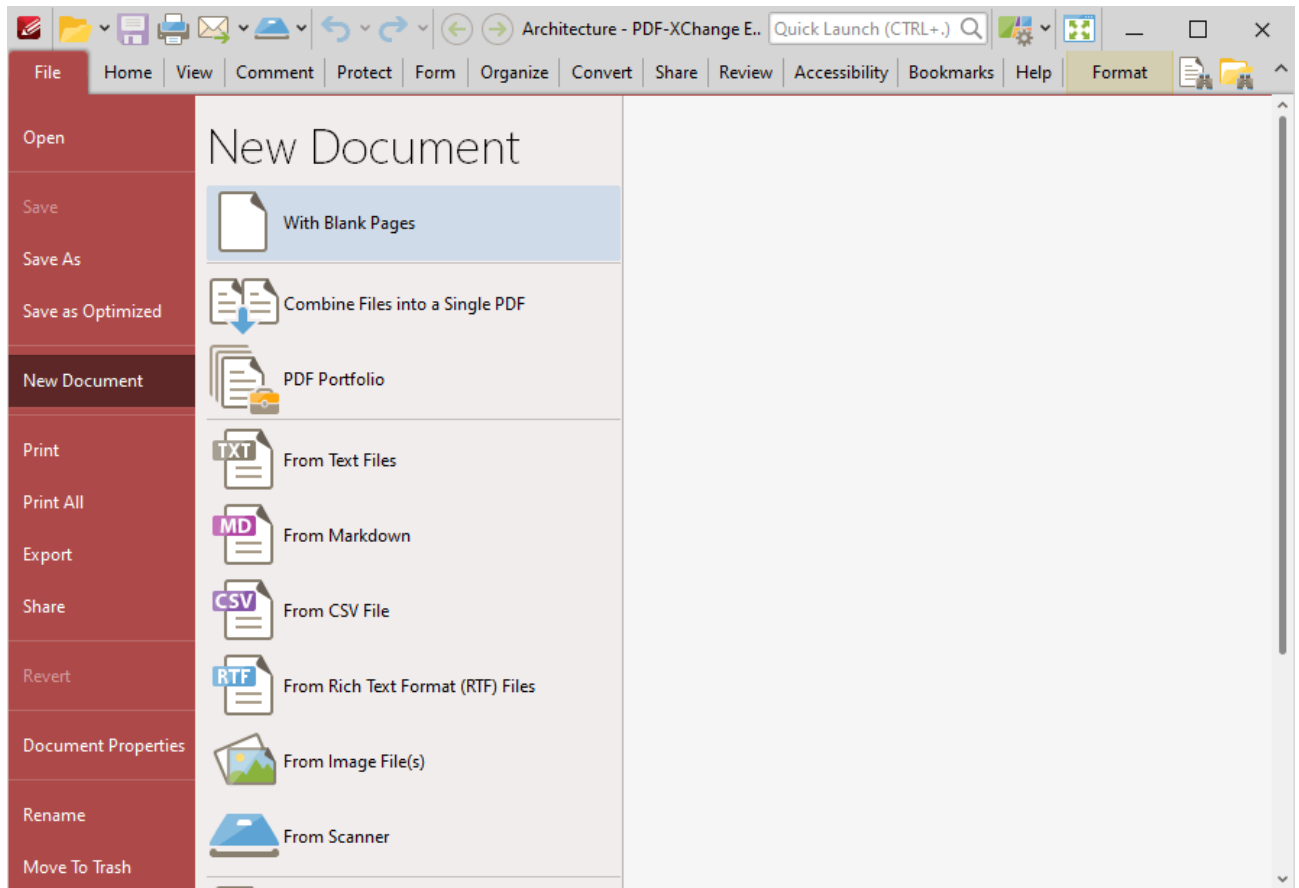 Architecture - PDF-XChange E..
Quick Launch (CTRL+.)
File
Home
View
Comment
Protect
Form
Organize
Convert
Share
Review
Accessibility
Bookmarks
Help
Format
Open
Save
Save As
Save as Optimized
New Document
Print
Print All
Export
Share
Revert
Document Properties
Rename
Move To Trash
New Document
With Blank Pages
Combine Files into a Single PDF
PDF Portfolio
TXT
From Text Files
MD
From Markdown
CSV
From CSV File
RTF
From Rich Text Format (RTF) Files
From Image File(s)
From Scanner